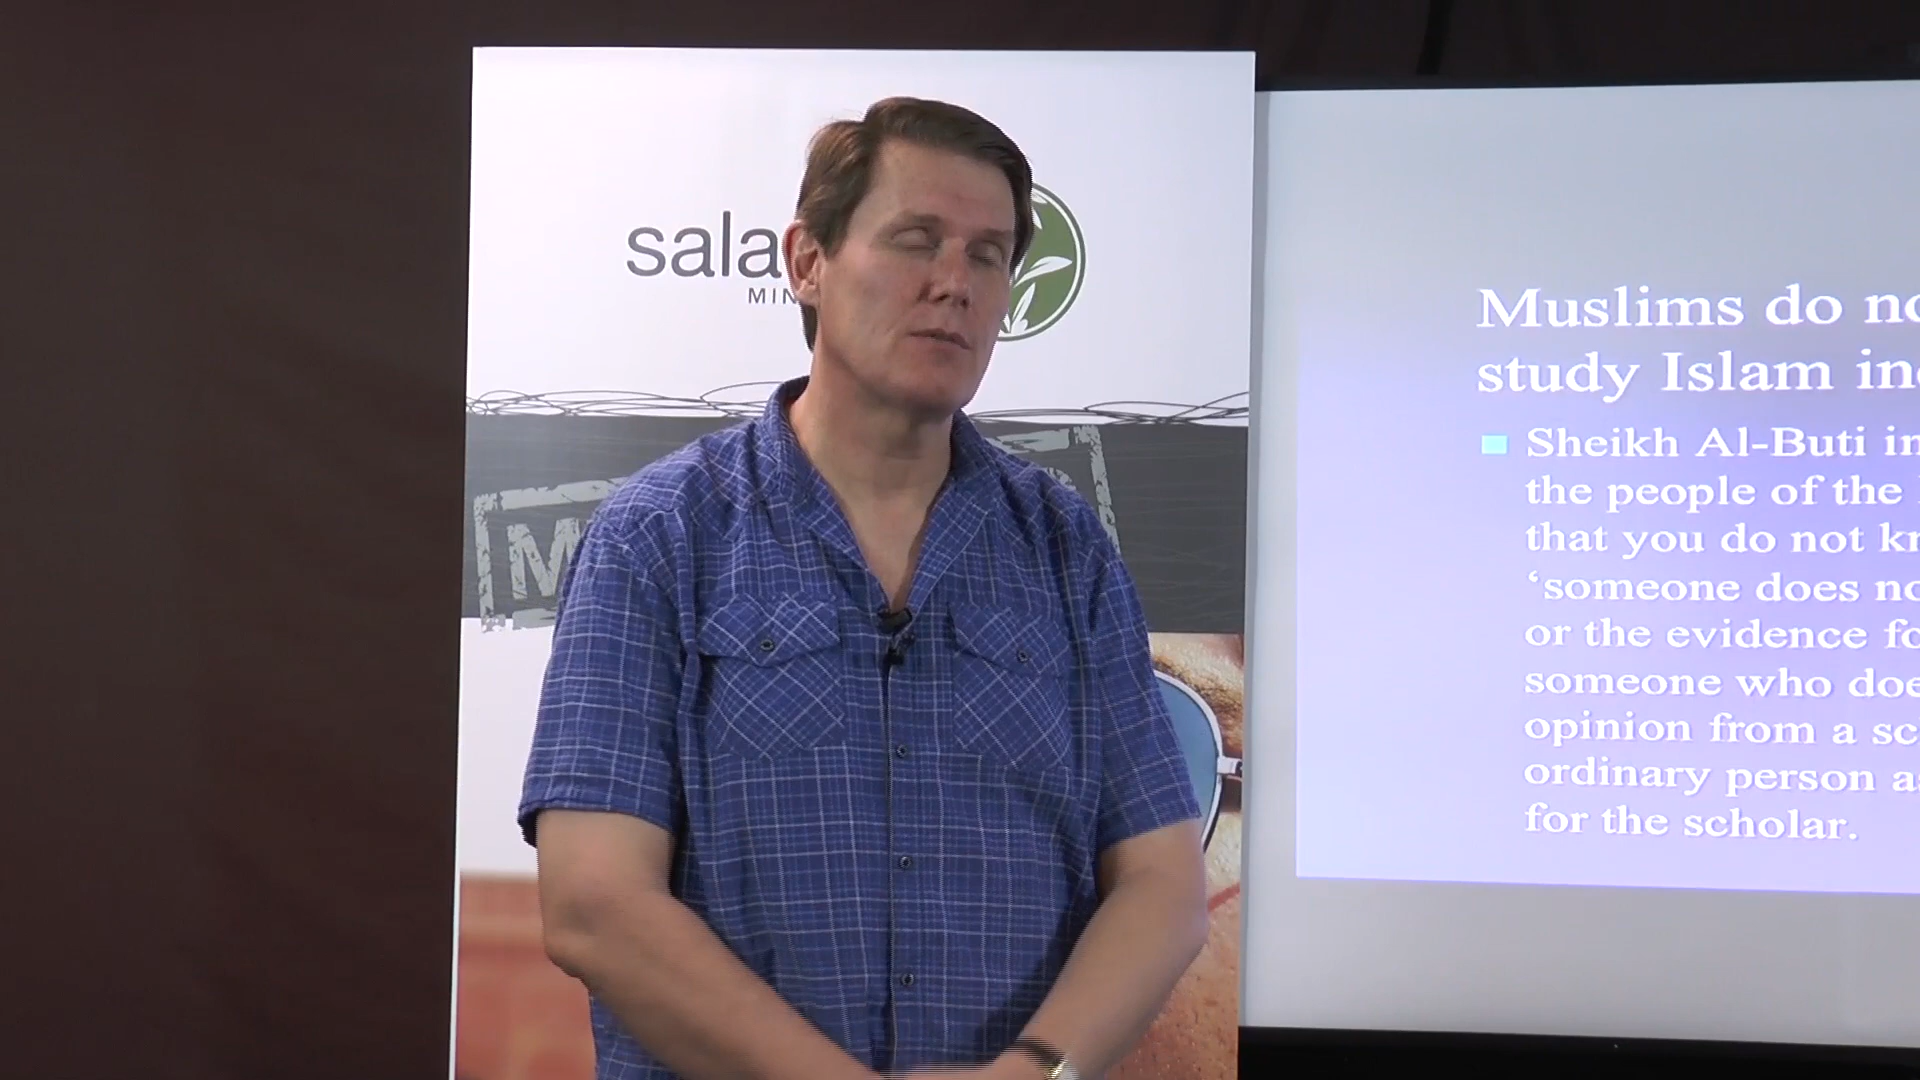 sala
MIN
M
Muslims do no
study Islam in
Sheikh Al-Buti in
the people of the
that you do not kn
‘someone does no
or the evidence fo
someone who doe
opinion from a sc
ordinary person as
for the scholar.